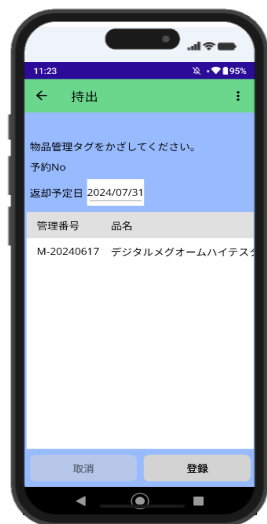 11:23 95%
持出
物品管理タグをかざしてください。
予約No
返却予定日 2024/07/31
管理番号 品名
M-20240617 デジタルメグオームハイテスタ
取消 登録